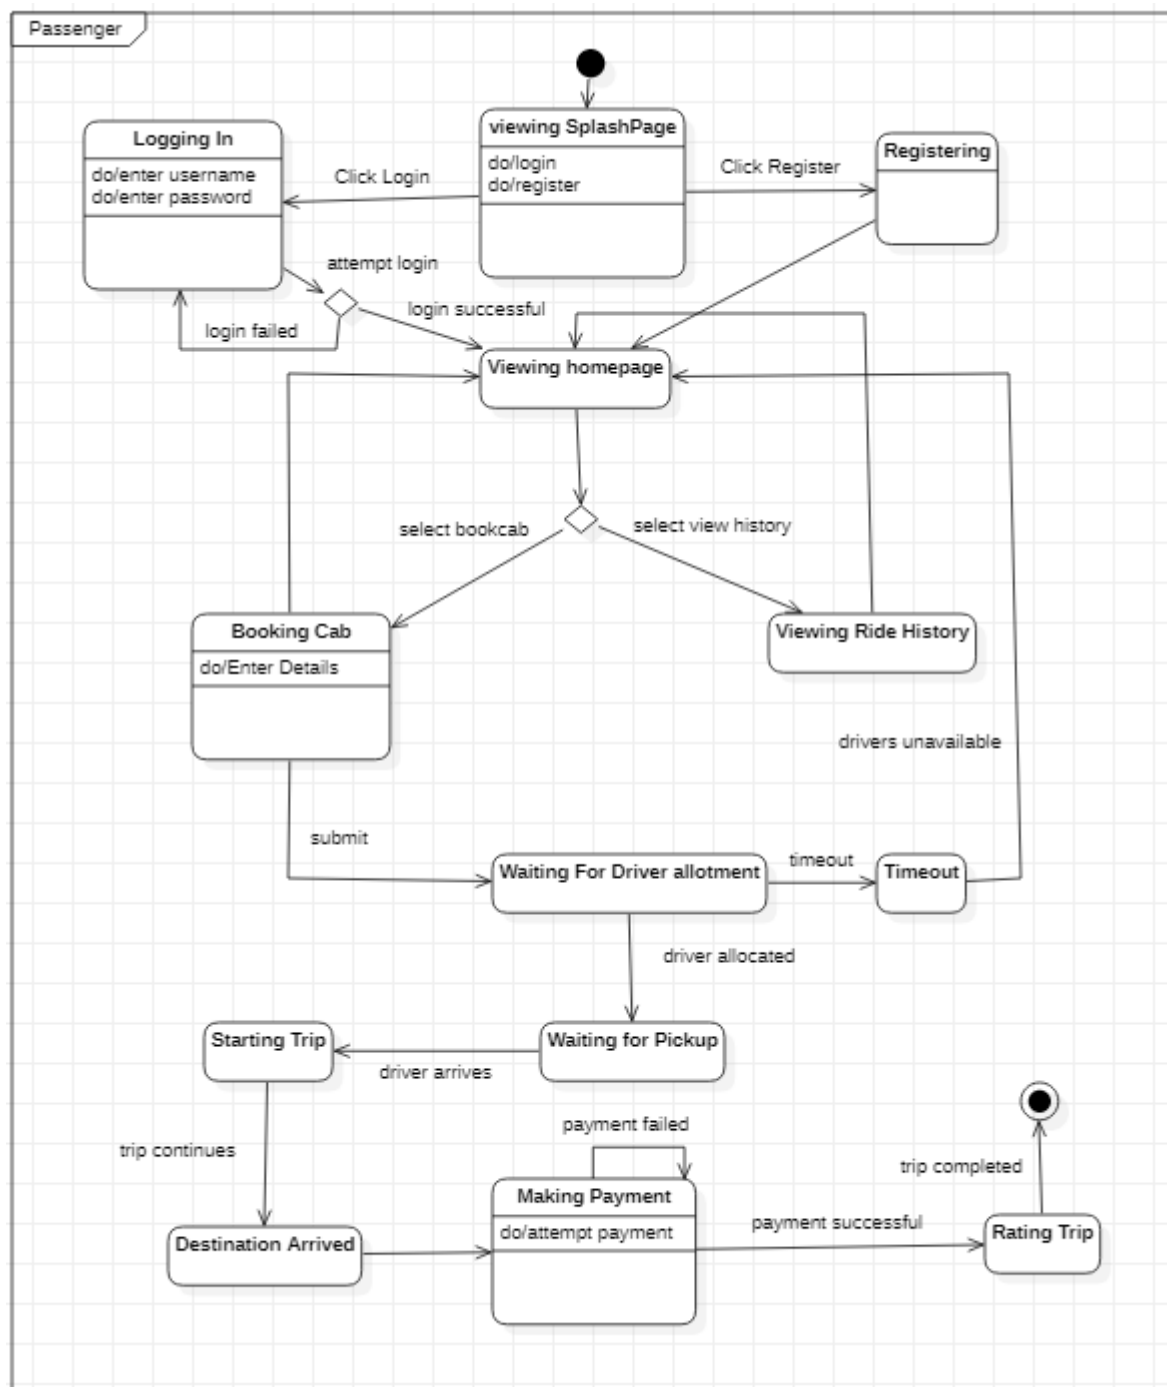 Passenger
viewing SplashPage
do/login
do/register
Logging In
do/enter username
do/enter password
Click Login
Click Register
Registering
attempt login
login successful
login failed
Viewing homepage
select bookcab
select view history
Booking Cab
do/Enter Details
Viewing Ride History
drivers unavailable
submit
Waiting For Driver allotment
timeout
Timeout
driver allocated
Starting Trip
Waiting for Pickup
driver arrives
trip continues
payment failed
trip completed
Making Payment
do/attempt payment
payment successful
Rating Trip
Destination Arrived